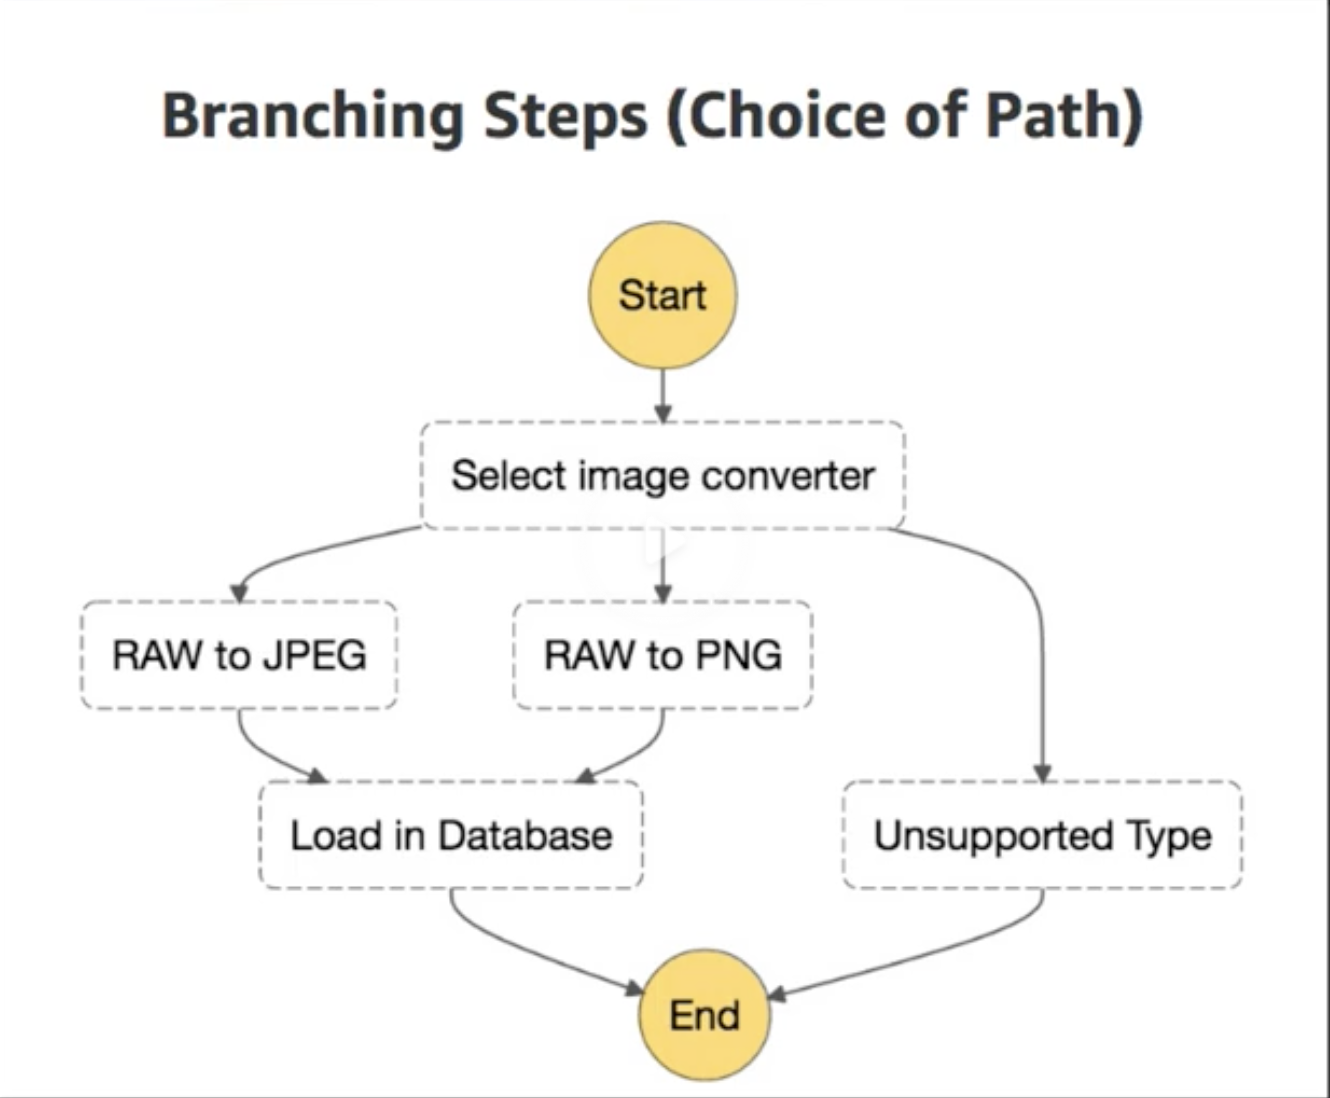 Branching Steps (Choice of Path)
Start
Select image converter
RAW to JPEG
RAW to PNG
Load in Database
Unsupported Type
End